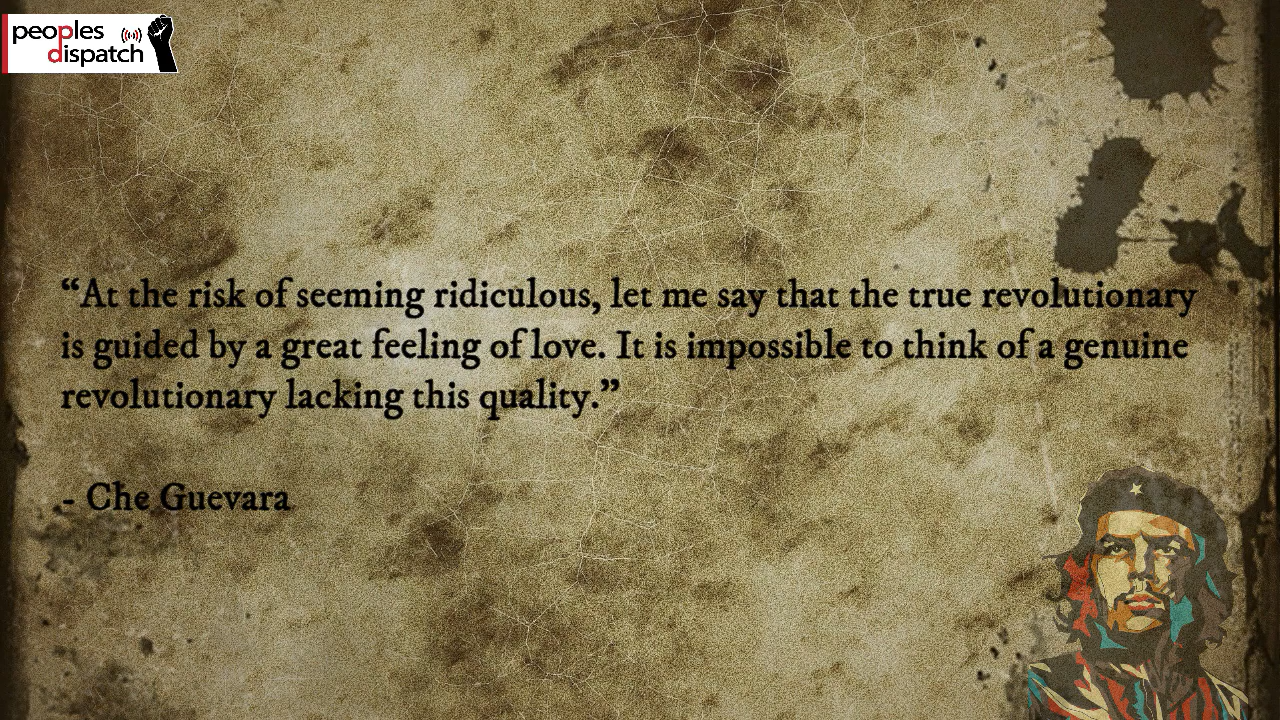 peoples
dispatch
“At the risk of seeming ridiculous, let me say that the true revolutionary
is guided by a great feeling of love. It is impossible to think of a genuine
revolutionary lacking this quality.”
- Che Guevara